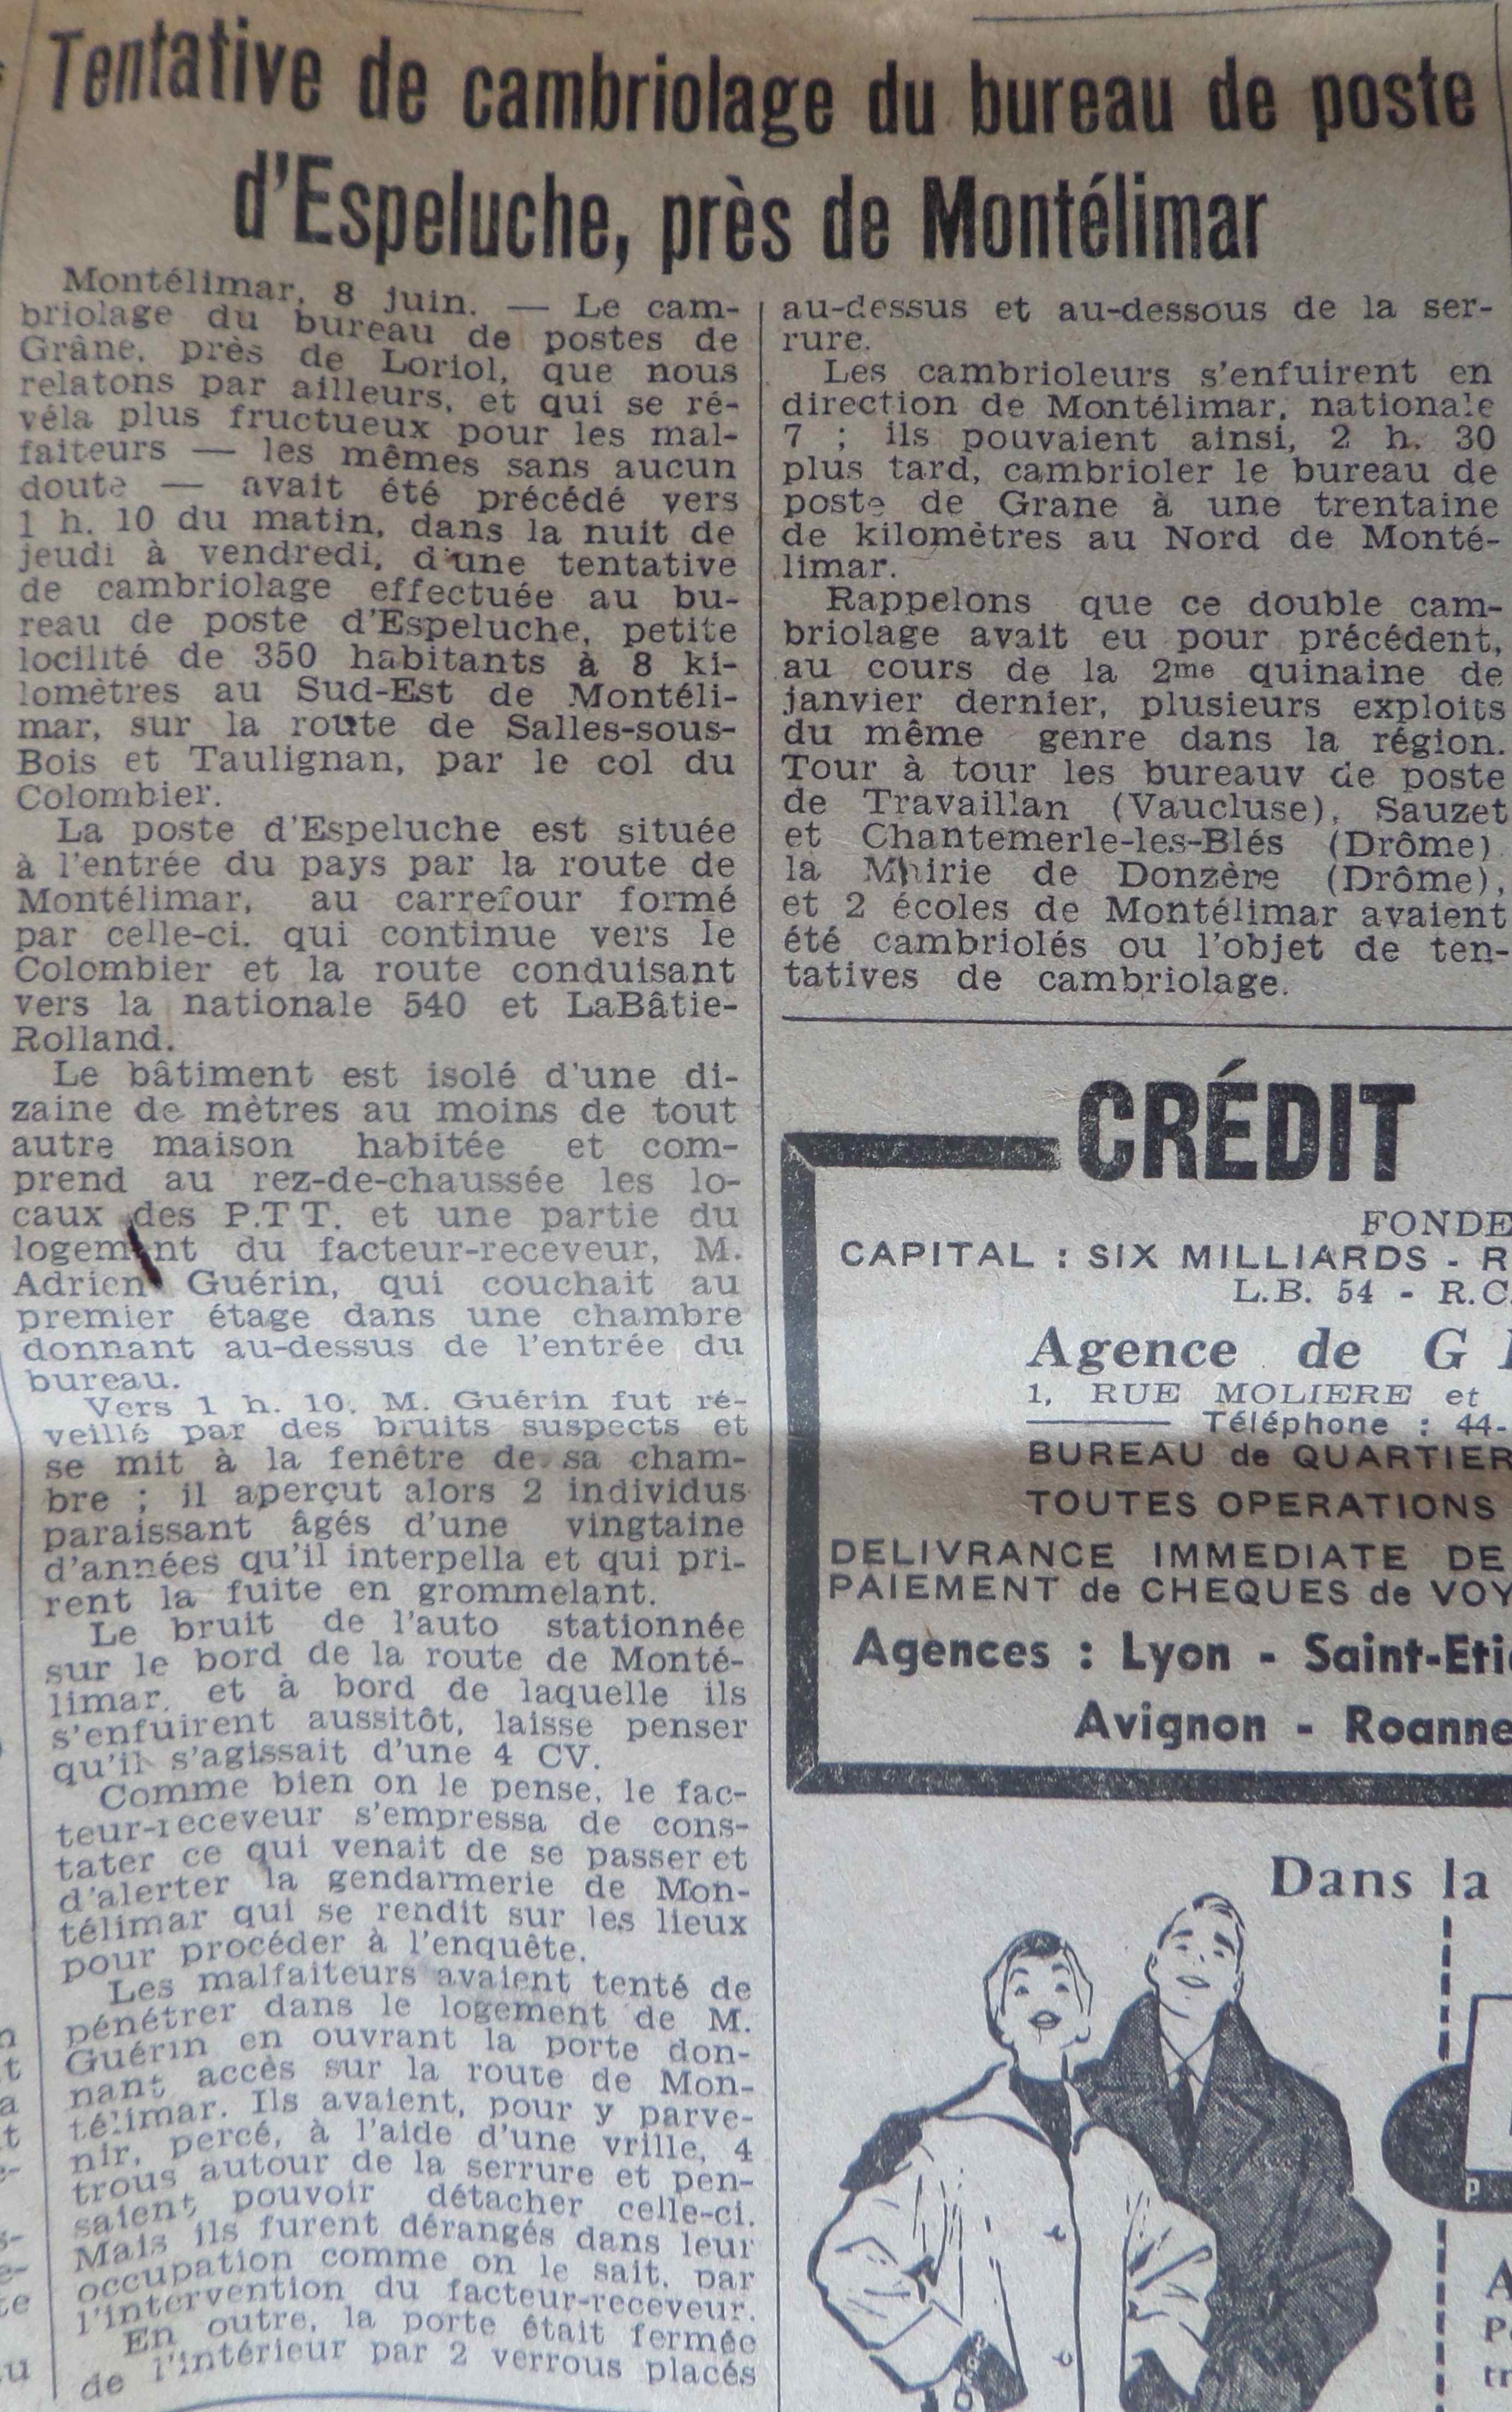 Tentative de cambriolage du bureau de poste
d'Espeluche, près de Montélimar
Montélimar, 8 juin. — Le cam-
briolage du bureau de postes de
Grâne, près de Loriol, que nous
relatons par ailleurs, et qui se ré-
véla plus fructueux pour les mal-
faiteurs — les mêmes sans aucun
doute — avait été précédé vers
1 h. 10 du matin, dans la nuit de
jeudi à vendredi, d'une tentative
de cambriolage effectuée au bu-
reau de poste d'Espeluche, petite
locilité de 350 habitants à 8 ki-
lomètres au Sud-Est de Montéli-
mar, sur la route de Salles-sous-
Bois et Taulignan, par le col du
Colombier.
La poste d'Espeluche est située
à l'entrée du pays par la route de
Montélimar, au carrefour formé
par celle-ci. qui continue vers le
Colombier et la route conduisant
vers la nationale 540 et LaBâtie-
Rolland.
Le bâtiment est isolé d'une di-
zaine de mètres au moins de tout
autre maison habitée et com-
prend au rez-de-chaussée les lo-
caux des P.T T. et une partie du
logement du facteur-receveur, M.
Adrien Guérin, qui couchait au
premier étage dans une chambre
donnant au-dessus de l'entrée du
bureau.
Vers 1 h. 10, M. Guérin fut ré-
veillé par des bruits suspects et
se mit à la fenêtre de sa cham-
bre ; il aperçut alors 2 individus
paraissant âgés d'une vingtaine
d'années qu'il interpella et qui pri-
rent la fuite en grommelant.
Le bruit de l'auto stationnée
sur le bord de la route de Monté-
limar, et à bord de laquelle ils
s'enfuirent aussitôt, laisse penser
qu'il s'agissait d'une 4 CV.
Comme bien on le pense, le fac-
teur-receveur s'empressa de cons-
tater ce qui venait de se passer et
d'alerter la gendarmerie de Mon-
télimar qui se rendit sur les lieux
pour procéder à l'enquête.
Les malfaiteurs avaient tenté de
pénétrer dans le logement de M.
Guérin en ouvrant la porte don-
nant accès sur la route de Mon-
télimar. Ils avaient, pour y parve-
nir, percé, à l'aide d'une vrille, 4
trous autour de la serrure et pen-
saient pouvoir détacher celle-ci.
Mais ils furent dérangés dans leur
occupation comme on le sait, par
l'intervention du facteur-receveur.
En outre, la porte était fermée
de l'intérieur par 2 verrous placés
au-dessus et au-dessous de la ser-
rure.
Les cambrioleurs s'enfuirent en
direction de Montélimar, nationale
7 ; ils pouvaient ainsi, 2 h. 30
plus tard, cambrioler le bureau de
poste de Grane à une trentaine
de kilomètres au Nord de Monté-
limar.
Rappelons que ce double cam-
briolage avait eu pour précédent,
au cours de la 2me quinaine de
janvier dernier, plusieurs exploits
du même genre dans la région.
Tour à tour les bureauv de poste
de Travaillan (Vaucluse), Sauzet
et Chantemerle-les-Blés (Drôme)
la Mairie de Donzère (Drôme),
et 2 écoles de Montélimar avaient
été cambriolés ou l'objet de ten-
tatives de cambriolage.
CRÉDIT
FONDE
CAPITAL : SIX MILLIARDS - R
L.B. 54 - R.C.
Agence de G
1, RUE MOLIERE et
Téléphone : 44-
BUREAU de QUARTIER
TOUTES OPERATIONS
DELIVRANCE IMMEDIATE DE
PAIEMENT de CHEQUES de VOY
Agences : Lyon - Saint-Eti
Avignon - Roanne
Dans la